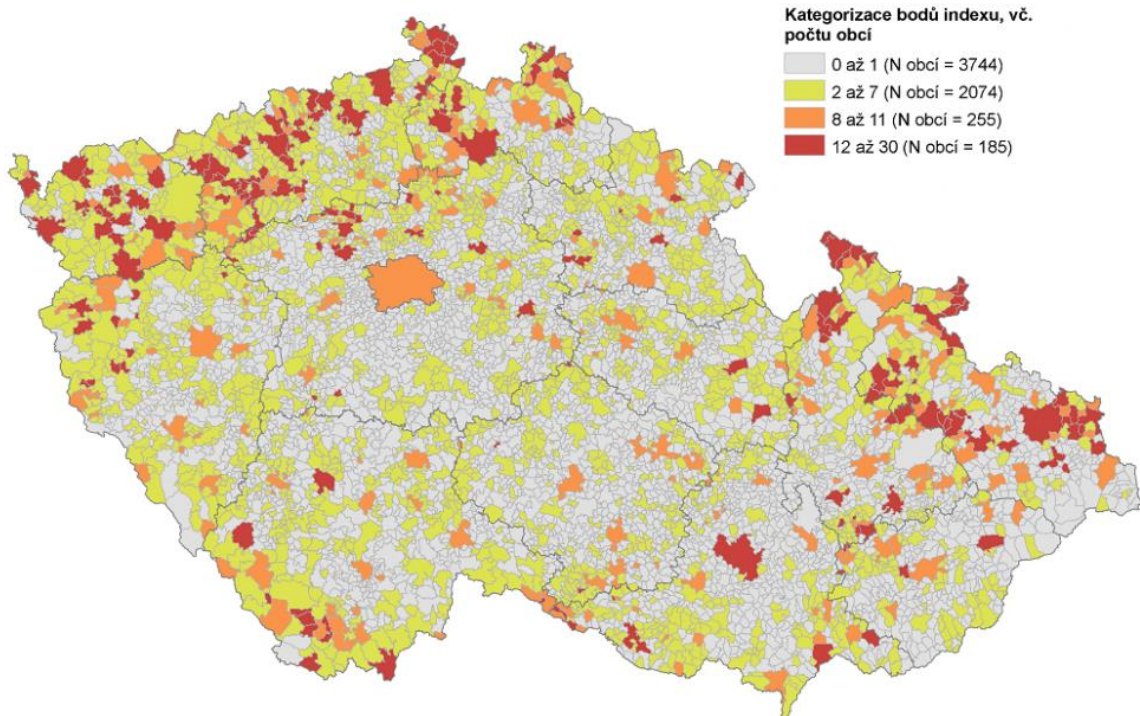 Kategorizace bodů indexu, vč.
počtu obcí
0 až 1 (N obcí = 3744)
2 až 7 (N obcí = 2074)
8 až 11 (N obcí = 255)
12 až 30 (N obcí = 185)